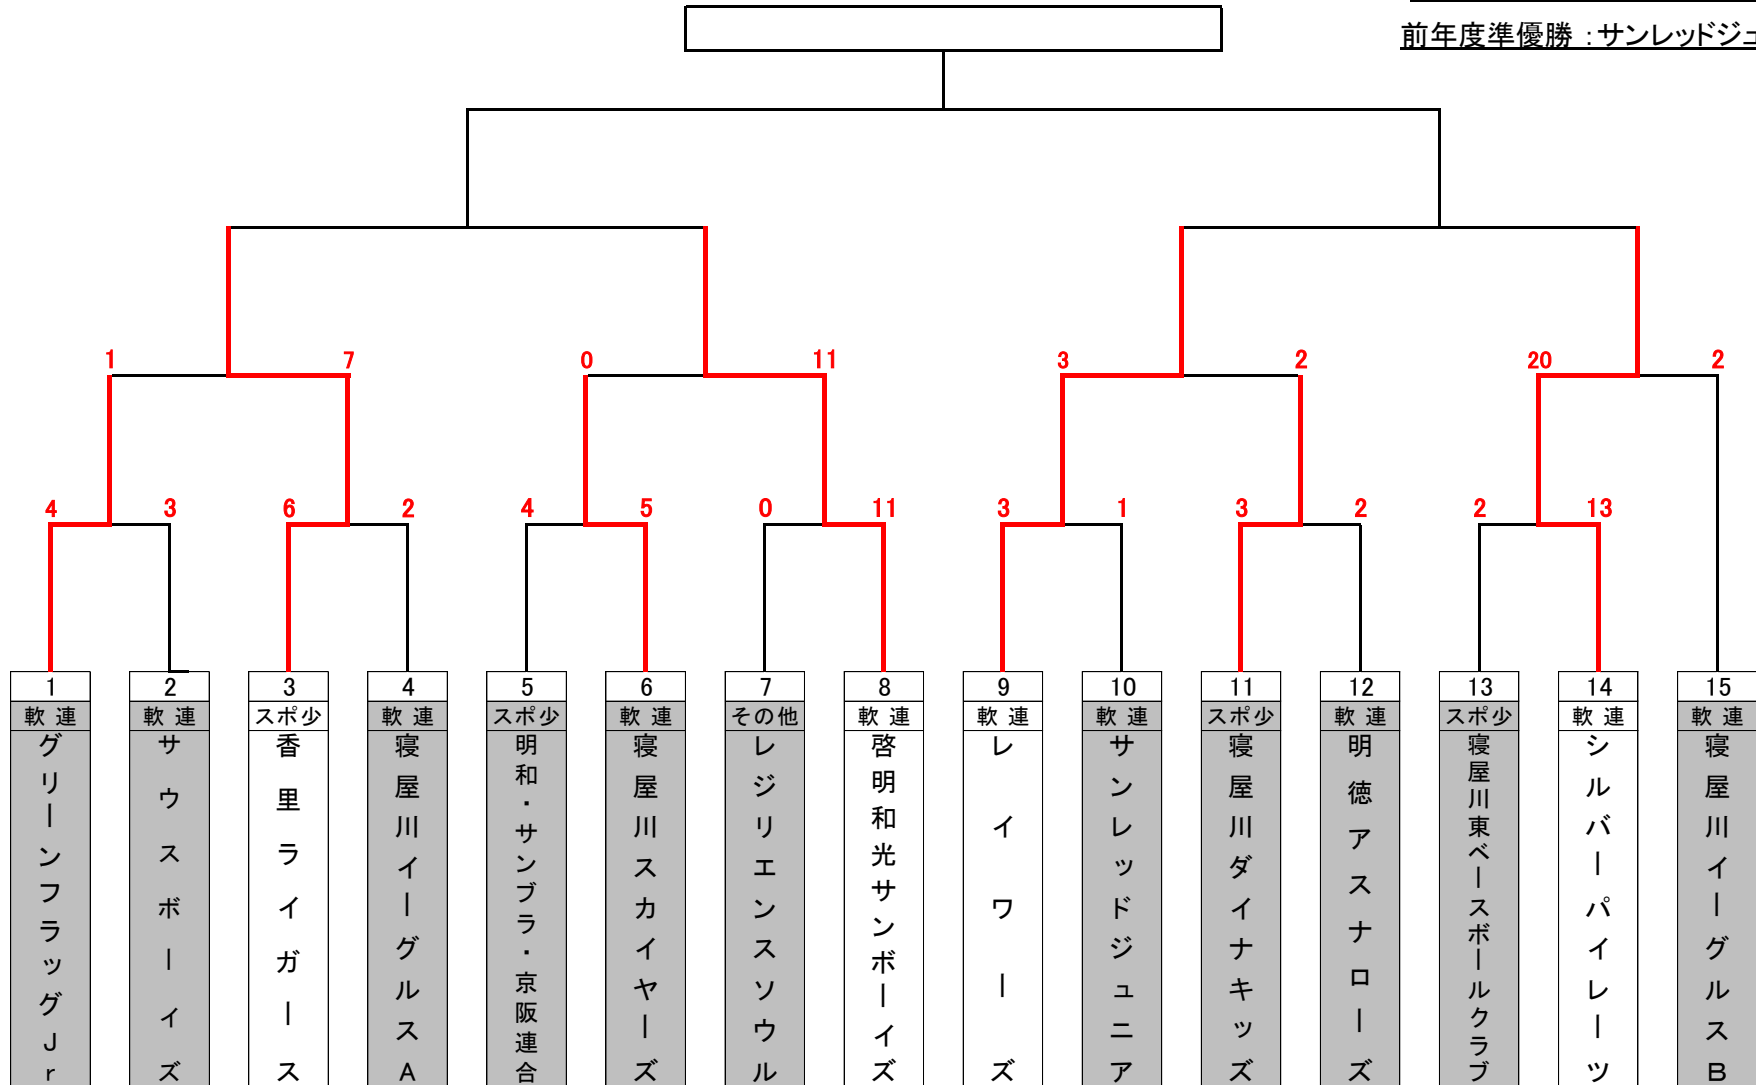 前年度準優勝：サンレッドジュ
1 7 0 11 3 2 20 2
4 3 6 2 4 5 0 11 3 1 3 2 2 13
1 2 3 4 5 6 7 8 9 10 11 12 13 14 15
軟連 軟連 スポ少 軟連 スポ少 軟連 その他 軟連 軟連 軟連 スポ少 軟連 スポ少 軟連 軟連
グリーンフラッグJr
サウスボーイズ
香里ライガース
寝屋川イーグルスA
明和・サンブラ・京阪連合
寝屋川スカイヤーズ
レジリエンスソウル
啓明和光サンボーイズ
レイワーズ
サンレッドジュニア
寝屋川ダイナキッズ
明徳アスナローズ
寝屋川東ベースボールクラブ
シルバーパイレーツ
寝屋川イーグルスB